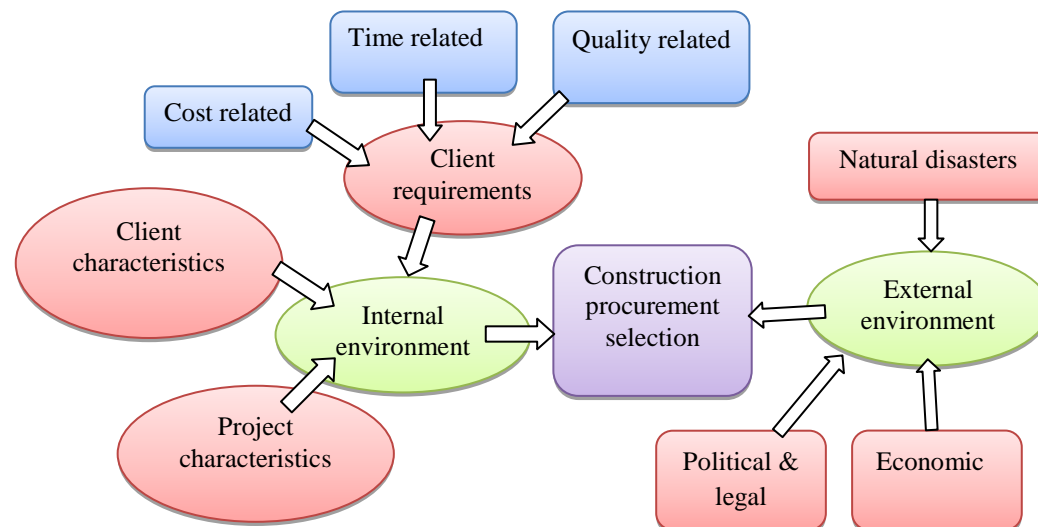 Time related
Quality related
Cost related
Client
requirements
Natural disasters
Client
characteristics
Construction
procurement
selection
External
environment
Internal
environment
Project
characteristics
Political &
legal
Economic